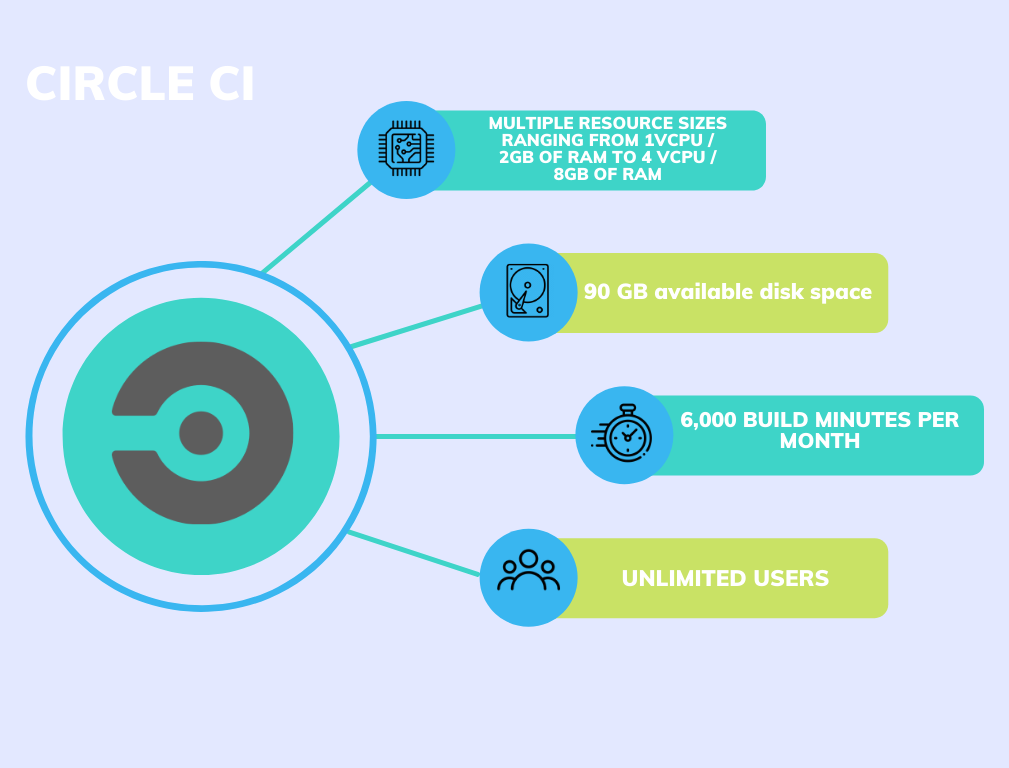 CIRCLE CI
MULTIPLE RESOURCE SIZES
RANGING FROM 1VCPU /
2GB OF RAM TO 4 VCPU /
8GB OF RAM
90 GB available disk space
6,000 BUILD MINUTES PER
MONTH
UNLIMITED USERS